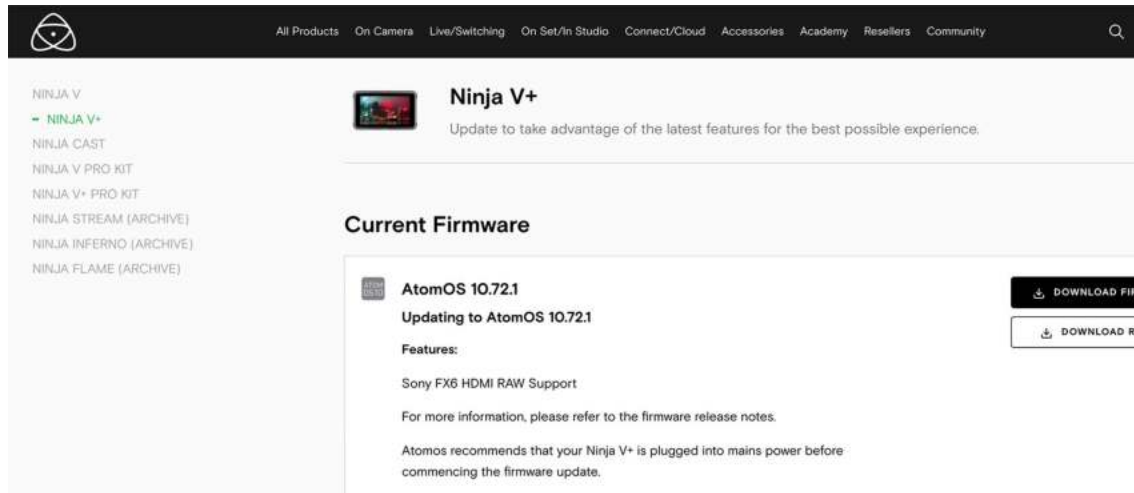 All Products On Camera Live/Switching On Set/In Studio Connect/Cloud Accessories Academy Resellers Community
NINJA V
- NINJA V+
NINJA CAST
NINJA V PRO KIT
NINJA V+ PRO KIT
NINJA STREAM (ARCHIVE)
NINJA INFERNO (ARCHIVE)
NINJA FLAME (ARCHIVE)
Ninja V+
Update to take advantage of the latest features for the best possible experience.
Current Firmware
ATOM
OS10
AtomOS 10.72.1
Updating to AtomOS 10.72.1
Features:
Sony FX6 HDMI RAW Support
For more information, please refer to the firmware release notes.
Atomos recommends that your Ninja V+ is plugged into mains power before
commencing the firmware update.
DOWNLOAD FI
DOWNLOAD R